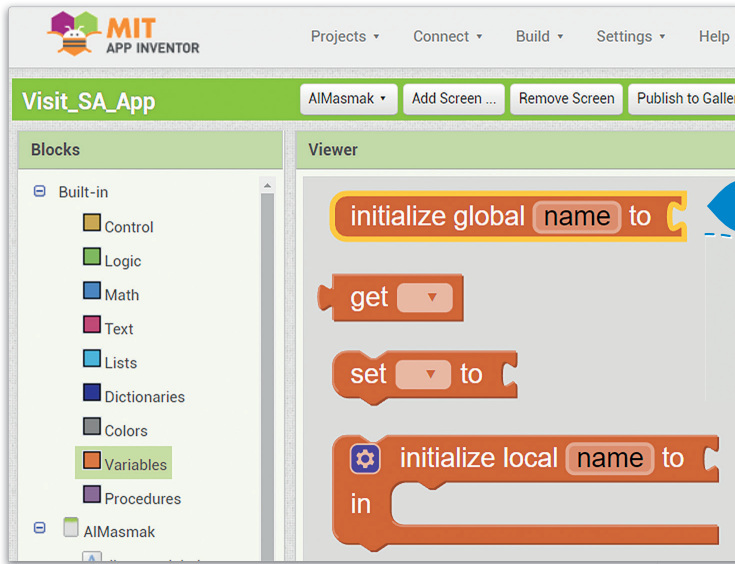 MIT
APP INVENTOR
Projects Connect Build Settings Help
Visit_SA_App
AlMasmak Add Screen ... Remove Screen Publish to Galle
Blocks
Viewer
Built-in
Control
Logic
Math
Text
Lists
Dictionaries
Colors
Variables
Procedures
AlMasmak
A
initialize global name to
get
set to
initialize local name to
in